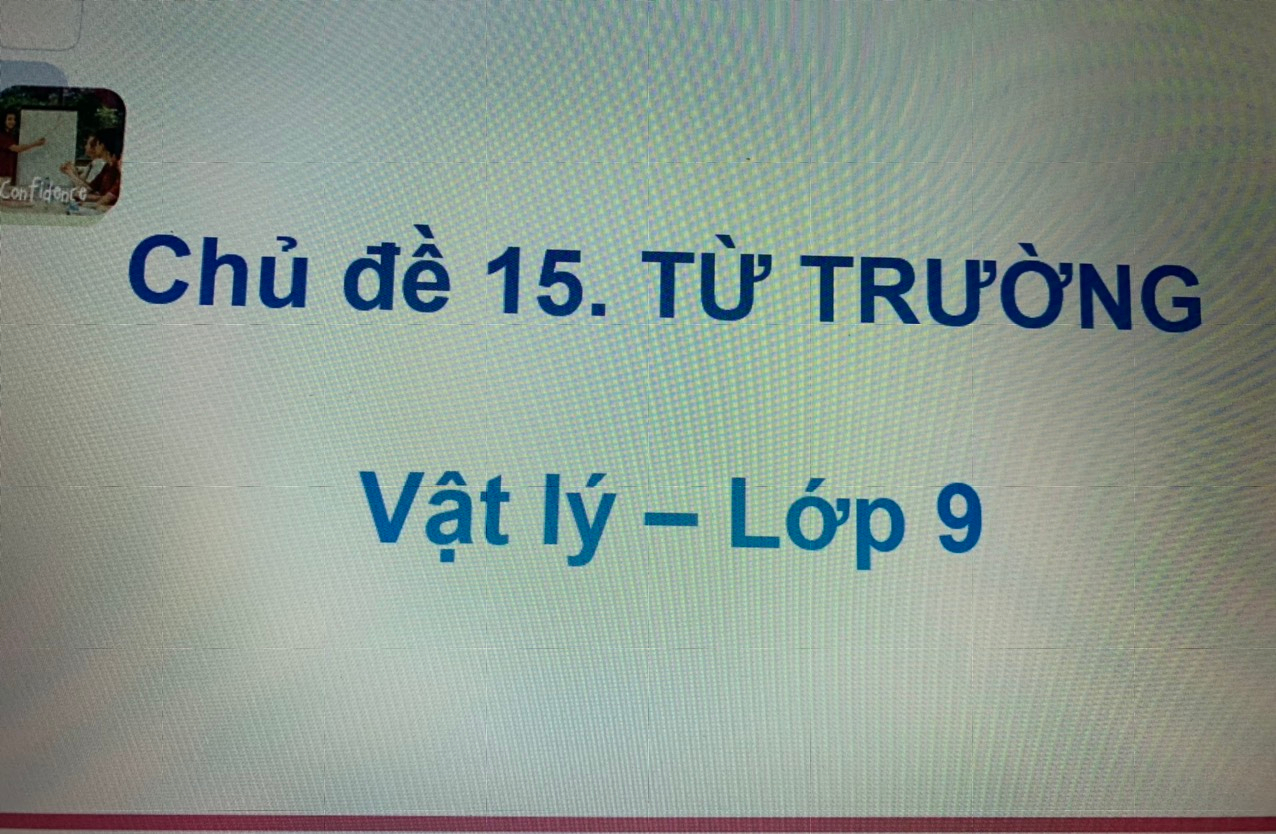 Confidence
Chủ đề 15. TỪ TRƯỜNG
Vật lý – Lớp 9